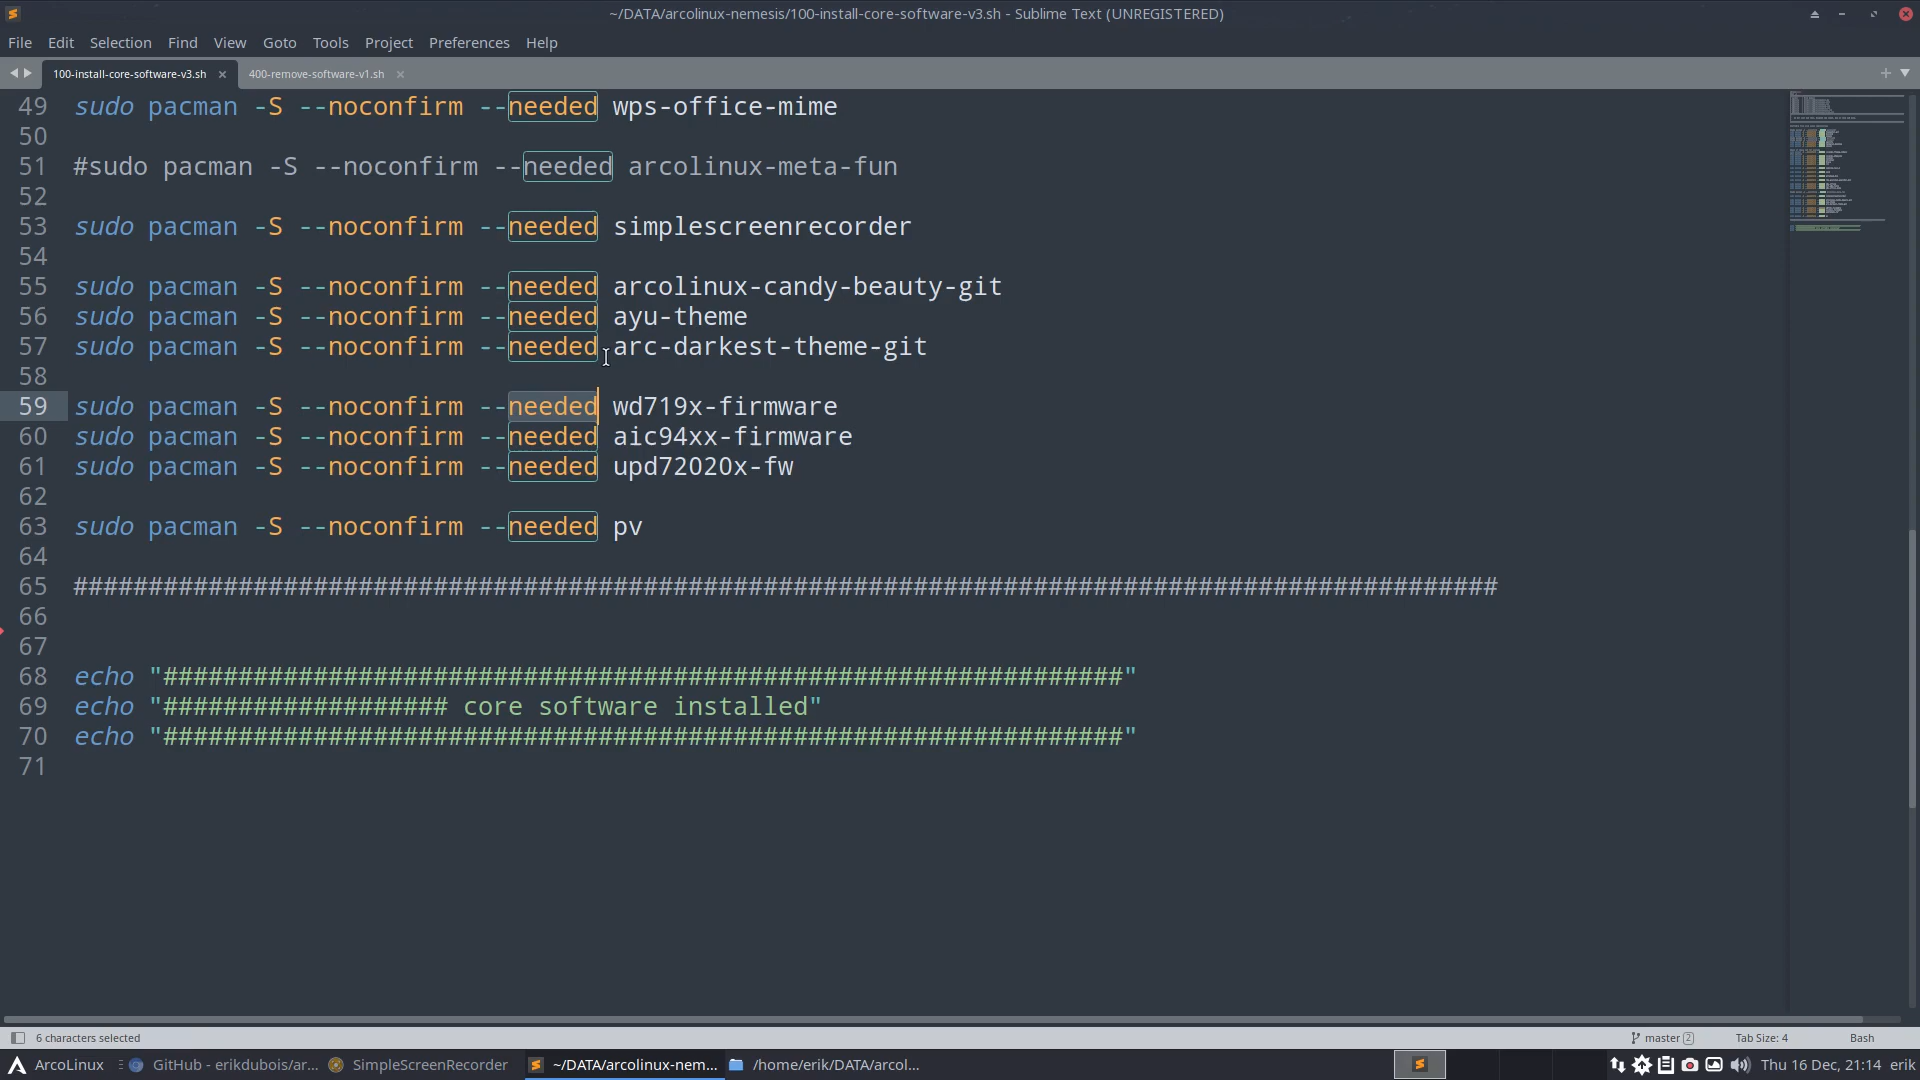 ~/DATA/arcolinux-nemesis/100-install-core-software-v3.sh - Sublime Text (UNREGISTERED)
File Edit Selection Find View Goto Tools Project Preferences Help
100-install-core-software-v3.sh × 400-remove-software-v1.sh ×
49 sudo pacman -S --noconfirm --needed wps-office-mime
50
51 #sudo pacman -S --noconfirm --needed arcolinux-meta-fun
52
53 sudo pacman -S --noconfirm --needed simplescreenrecorder
54
55 sudo pacman -S --noconfirm --needed arcolinux-candy-beauty-git
56 sudo pacman -S --noconfirm --needed ayu-theme
57 sudo pacman -S --noconfirm --needed arc-darkest-theme-git
58
59 sudo pacman -S --noconfirm --needed wd719x-firmware
60 sudo pacman -S --noconfirm --needed aic94xx-firmware
61 sudo pacman -S --noconfirm --needed upd72020x-fw
62
63 sudo pacman -S --noconfirm --needed pv
64
65 ###############################################################################################
66
67
68 echo "################################################################"
69 echo "################### core software installed"
70 echo "################################################################"
71
6 characters selected master 2 Tab Size: 4 Bash
ArcoLinux GitHub - erikdubois/ar... SimpleScreenRecorder ~/DATA/arcolinux-nem... /home/erik/DATA/arcol... Thu 16 Dec, 21:14 erik